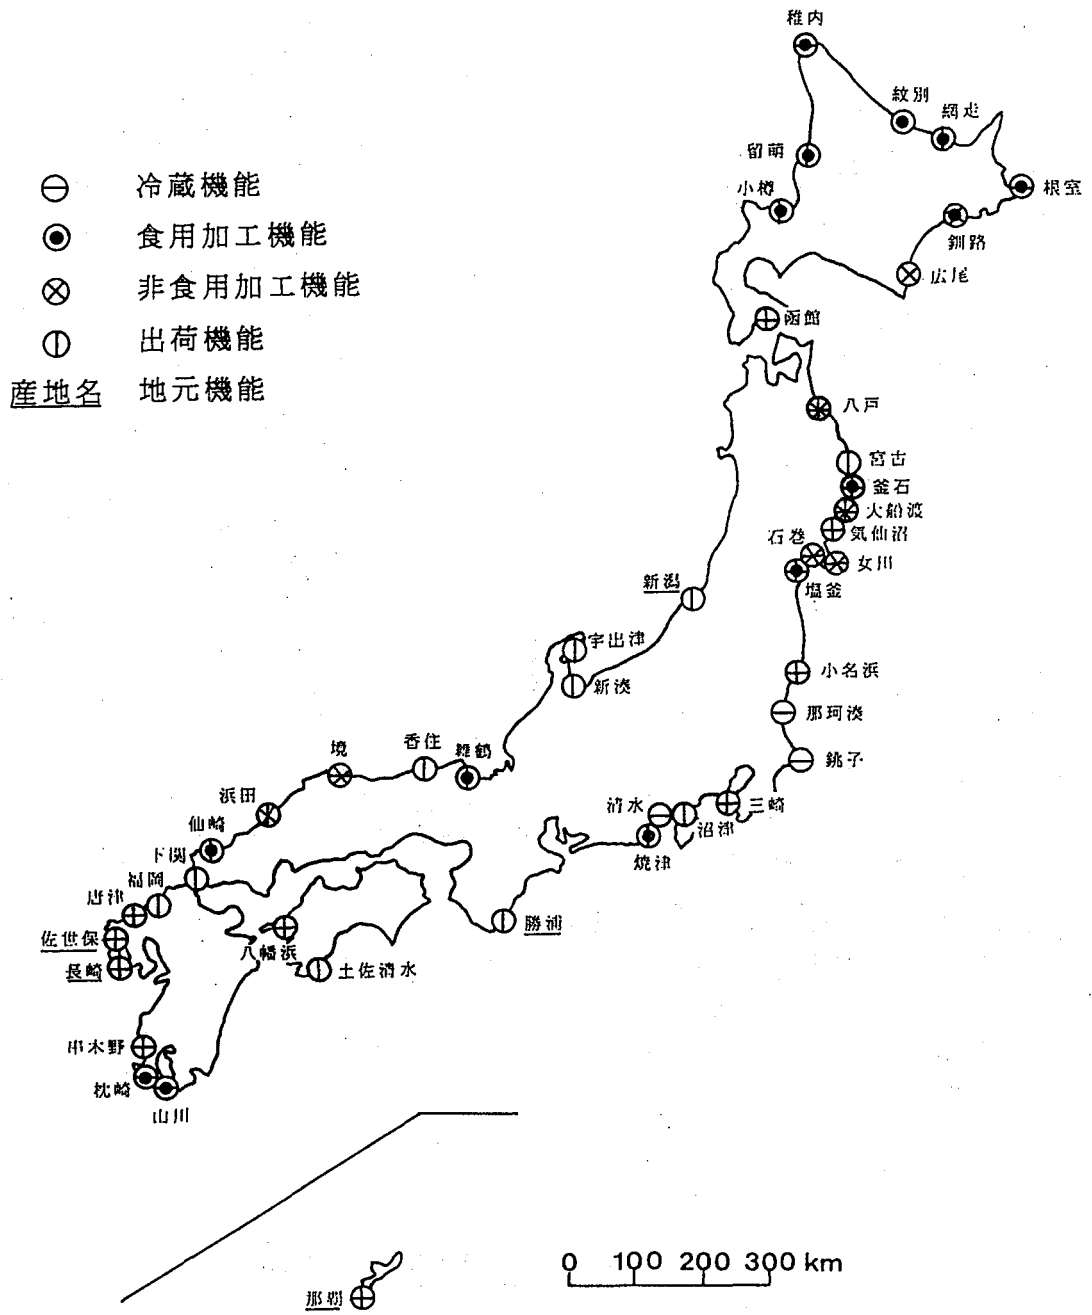 冷蔵機能
食用加工機能
非食用加工機能
出荷機能
産地名 地元機能
稚内
紋別
網走
留萌
小樽
根室
釧路
広尾
函館
八戸
宮古
釜石
大船渡
気仙沼
石巻
女川
塩釜
新潟
宇出津
新湊
小名浜
那珂湊
銚子
香住
舞鶴
境
浜田
仙崎
下関
福岡
唐津
佐世保
長崎
清水
沼津
三崎
焼津
勝浦
八幡浜
土佐清水
串木野
枕崎
山川
那覇
0 100 200 300 km